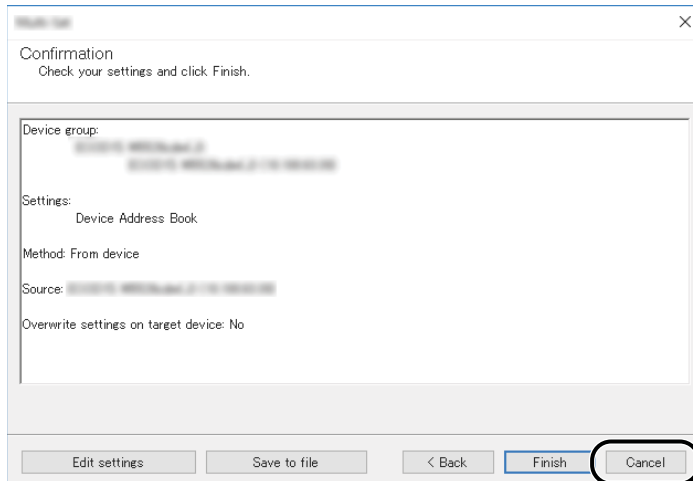 Confirmation
Check your settings and click Finish.
Device group:
Settings:
Device Address Book
Method: From device
Source:
Overwrite settings on target device: No
Edit settings
Save to file
< Back
Finish
Cancel